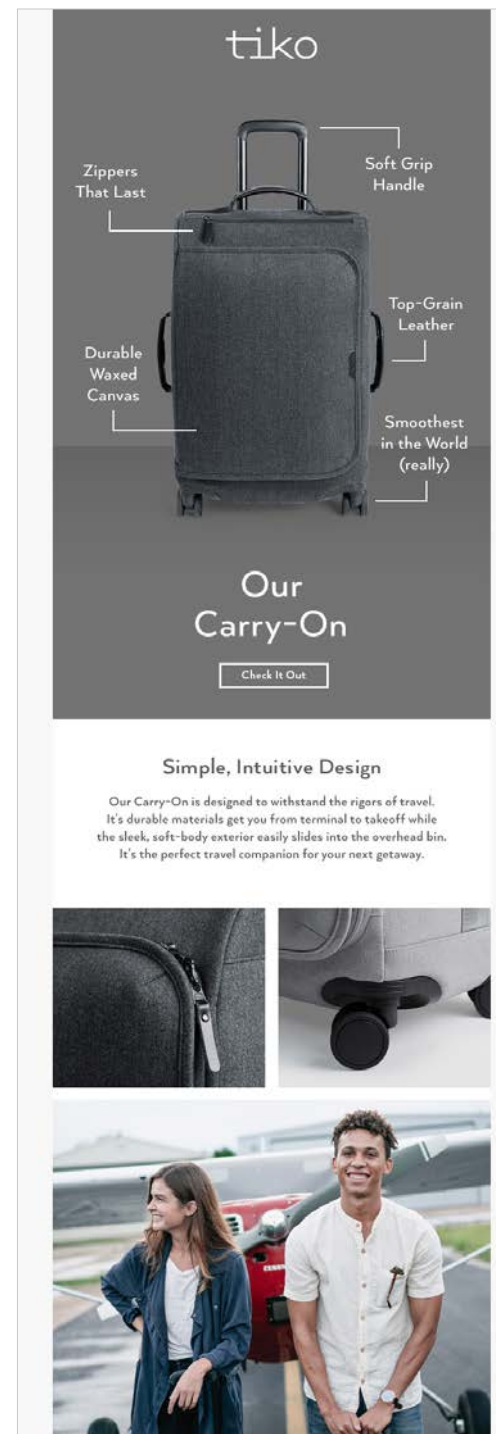 tiko
Soft Grip
Handle
Zippers
That Last
Top-Grain
Leather
Durable
Waxed
Canvas
Smoothest
in the World
(really)
Our
Carry-On
Check It Out
Simple, Intuitive Design
Our Carry-On is designed to withstand the rigors of travel.
It's durable materials get you from terminal to takeoff while
the sleek, soft-body exterior easily slides into the overhead bin.
It's the perfect travel companion for your next getaway.